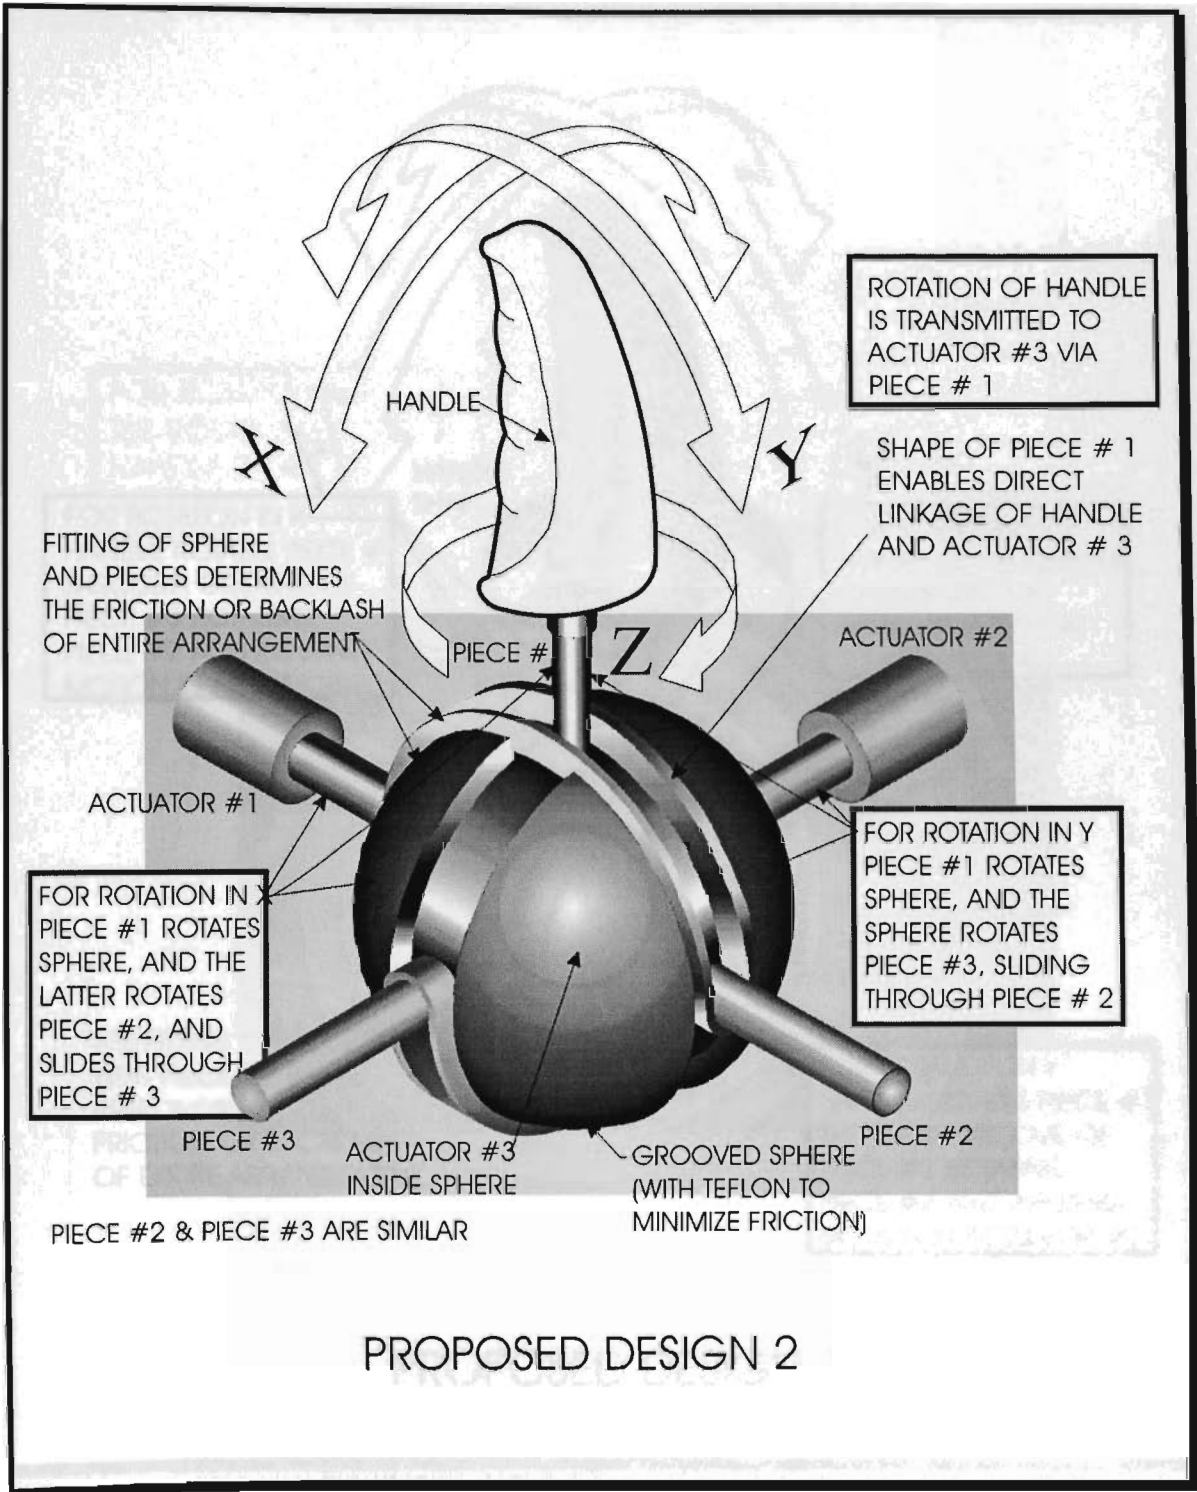 ROTATION OF HANDLE
IS TRANSMITTED TO
ACTUATOR #3 VIA
PIECE # 1
HANDLE
X
Y
SHAPE OF PIECE # 1
ENABLES DIRECT
LINKAGE OF HANDLE
AND ACTUATOR # 3
FITTING OF SPHERE
AND PIECES DETERMINES
THE FRICTION OR BACKLASH
OF ENTIRE ARRANGEMENT
PIECE #
Z
ACTUATOR #2
ACTUATOR #1
FOR ROTATION IN X
PIECE #1 ROTATES
SPHERE, AND THE
LATTER ROTATES
PIECE #2, AND
SLIDES THROUGH
PIECE # 3
FOR ROTATION IN Y
PIECE #1 ROTATES
SPHERE, AND THE
SPHERE ROTATES
PIECE #3, SLIDING
THROUGH PIECE # 2
PIECE #3
ACTUATOR #3
INSIDE SPHERE
GROOVED SPHERE
(WITH TEFLON TO
MINIMIZE FRICTION)
PIECE #2
PIECE #2 & PIECE #3 ARE SIMILAR
PROPOSED DESIGN 2